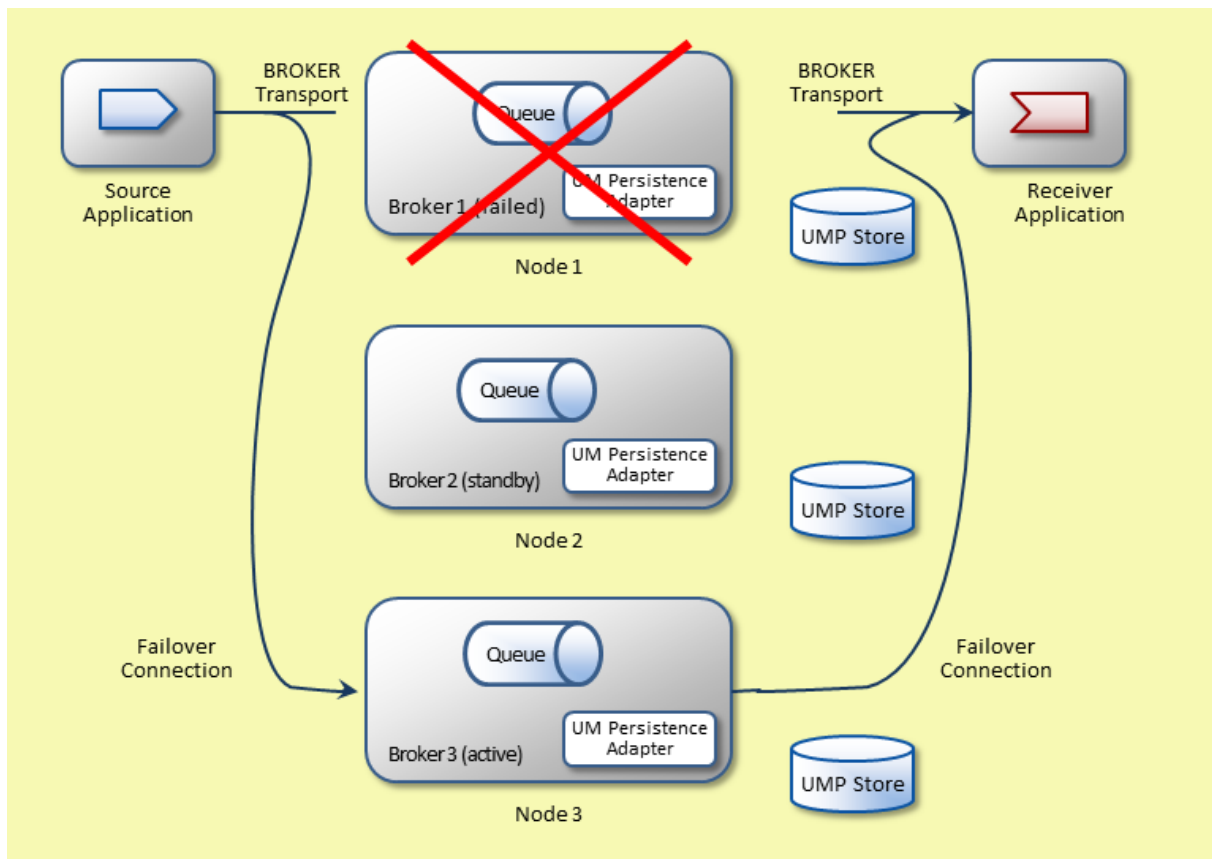 BROKER
Transport
Source
Application
Queue
UM Persistence
Adapter
Broker 1 (failed)
Node 1
BROKER
Transport
Receiver
Application
UMP Store
Queue
UM Persistence
Adapter
Broker 2 (standby)
Node 2
UMP Store
Failover
Connection
Queue
UM Persistence
Adapter
Broker 3 (active)
Node 3
Failover
Connection
UMP Store